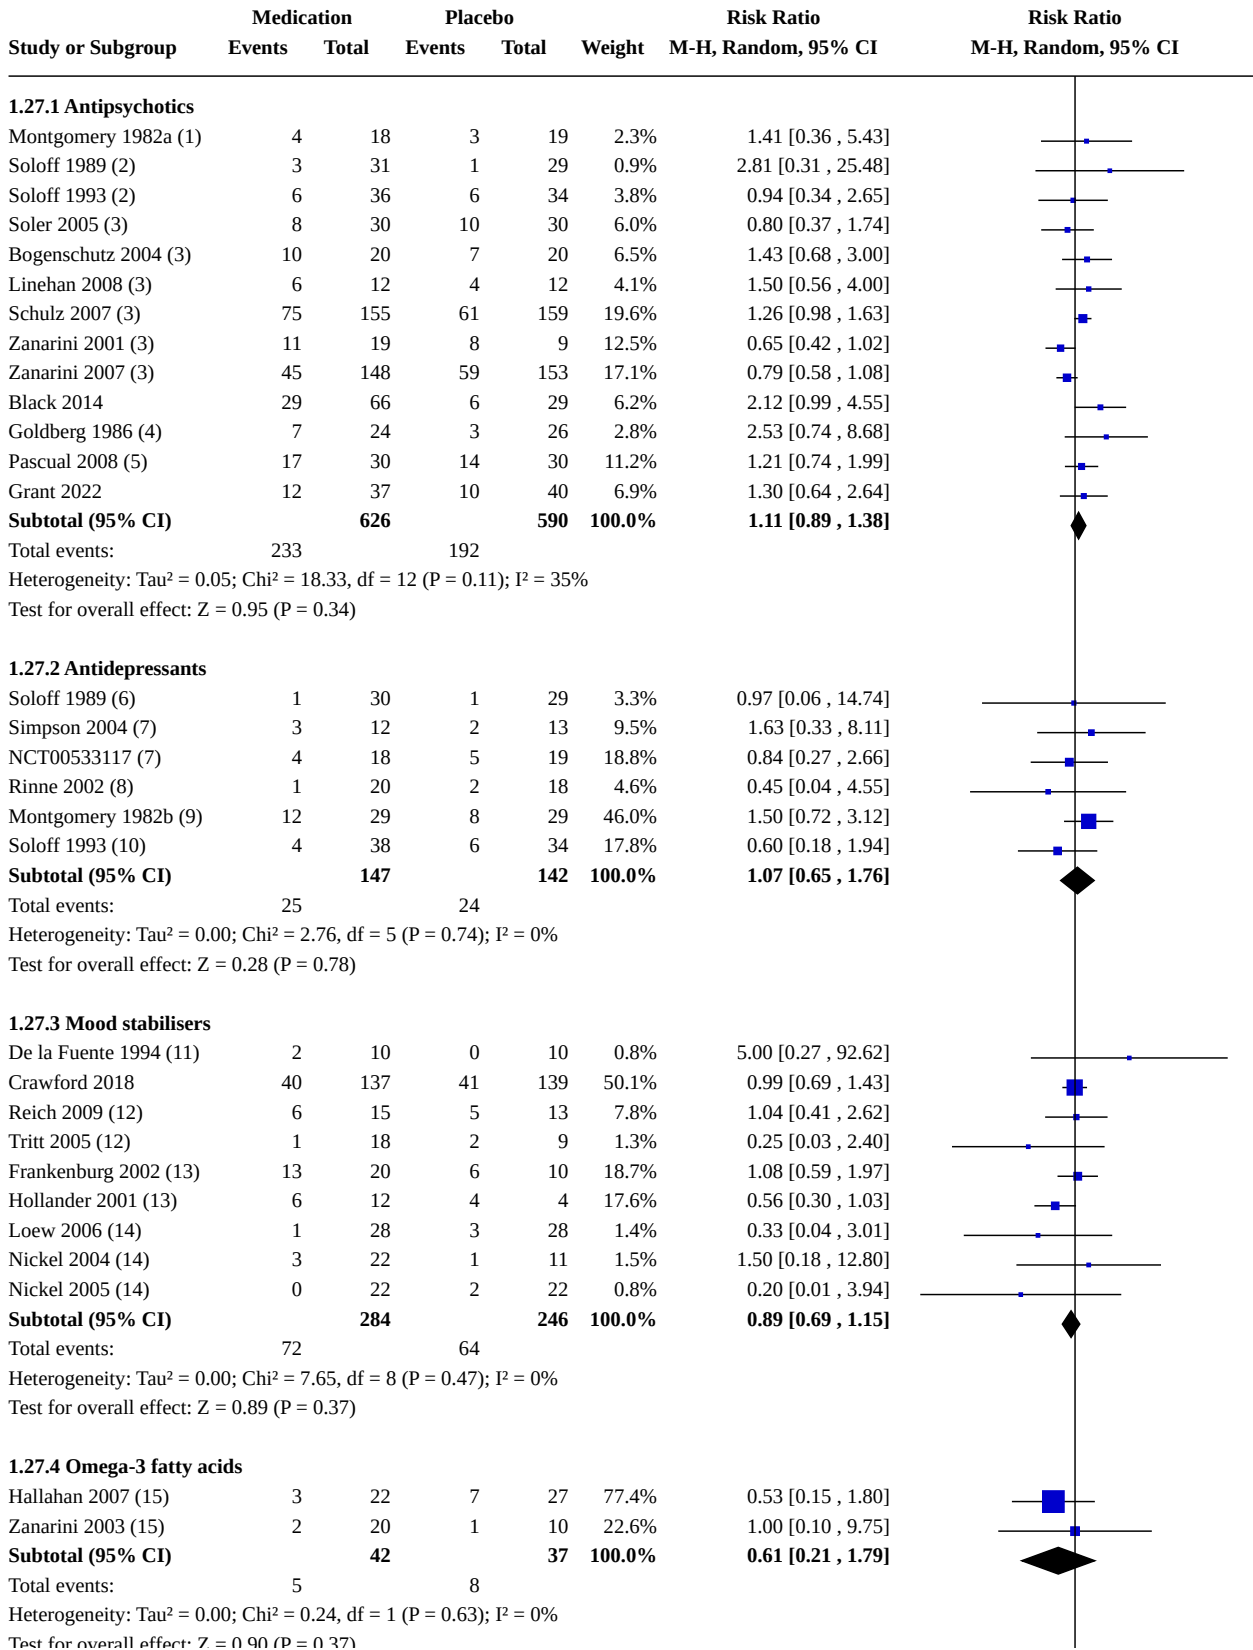 Medication Placebo Risk Ratio Risk Ratio
Study or Subgroup Events Total Events Total Weight M-H, Random, 95% CI M-H, Random, 95% CI
1.27.1 Antipsychotics
Montgomery 1982a (1) 4 18 3 19 2.3% 1.41 [0.36 , 5.43]
Soloff 1989 (2) 3 31 1 29 0.9% 2.81 [0.31 , 25.48]
Soloff 1993 (2) 6 36 6 34 3.8% 0.94 [0.34 , 2.65]
Soler 2005 (3) 8 30 10 30 6.0% 0.80 [0.37 , 1.74]
Bogenschutz 2004 (3) 10 20 7 20 6.5% 1.43 [0.68 , 3.00]
Linehan 2008 (3) 6 12 4 12 4.1% 1.50 [0.56 , 4.00]
Schulz 2007 (3) 75 155 61 159 19.6% 1.26 [0.98 , 1.63]
Zanarini 2001 (3) 11 19 8 9 12.5% 0.65 [0.42 , 1.02]
Zanarini 2007 (3) 45 148 59 153 17.1% 0.79 [0.58 , 1.08]
Black 2014 29 66 6 29 6.2% 2.12 [0.99 , 4.55]
Goldberg 1986 (4) 7 24 3 26 2.8% 2.53 [0.74 , 8.68]
Pascual 2008 (5) 17 30 14 30 11.2% 1.21 [0.74 , 1.99]
Grant 2022 12 37 10 40 6.9% 1.30 [0.64 , 2.64]
Subtotal (95% CI) 626 590 100.0% 1.11 [0.89 , 1.38]
Total events: 233 192
Heterogeneity: Tau² = 0.05; Chi² = 18.33, df = 12 (P = 0.11); I² = 35%
Test for overall effect: Z = 0.95 (P = 0.34)
1.27.2 Antidepressants
Soloff 1989 (6) 1 30 1 29 3.3% 0.97 [0.06 , 14.74]
Simpson 2004 (7) 3 12 2 13 9.5% 1.63 [0.33 , 8.11]
NCT00533117 (7) 4 18 5 19 18.8% 0.84 [0.27 , 2.66]
Rinne 2002 (8) 1 20 2 18 4.6% 0.45 [0.04 , 4.55]
Montgomery 1982b (9) 12 29 8 29 46.0% 1.50 [0.72 , 3.12]
Soloff 1993 (10) 4 38 6 34 17.8% 0.60 [0.18 , 1.94]
Subtotal (95% CI) 147 142 100.0% 1.07 [0.65 , 1.76]
Total events: 25 24
Heterogeneity: Tau² = 0.00; Chi² = 2.76, df = 5 (P = 0.74); I² = 0%
Test for overall effect: Z = 0.28 (P = 0.78)
1.27.3 Mood stabilisers
De la Fuente 1994 (11) 2 10 0 10 0.8% 5.00 [0.27 , 92.62]
Crawford 2018 40 137 41 139 50.1% 0.99 [0.69 , 1.43]
Reich 2009 (12) 6 15 5 13 7.8% 1.04 [0.41 , 2.62]
Tritt 2005 (12) 1 18 2 9 1.3% 0.25 [0.03 , 2.40]
Frankenburg 2002 (13) 13 20 6 10 18.7% 1.08 [0.59 , 1.97]
Hollander 2001 (13) 6 12 4 4 17.6% 0.56 [0.30 , 1.03]
Loew 2006 (14) 1 28 3 28 1.4% 0.33 [0.04 , 3.01]
Nickel 2004 (14) 3 22 1 11 1.5% 1.50 [0.18 , 12.80]
Nickel 2005 (14) 0 22 2 22 0.8% 0.20 [0.01 , 3.94]
Subtotal (95% CI) 284 246 100.0% 0.89 [0.69 , 1.15]
Total events: 72 64
Heterogeneity: Tau² = 0.00; Chi² = 7.65, df = 8 (P = 0.47); I² = 0%
Test for overall effect: Z = 0.89 (P = 0.37)
1.27.4 Omega-3 fatty acids
Hallahan 2007 (15) 3 22 7 27 77.4% 0.53 [0.15 , 1.80]
Zanarini 2003 (15) 2 20 1 10 22.6% 1.00 [0.10 , 9.75]
Subtotal (95% CI) 42 37 100.0% 0.61 [0.21 , 1.79]
Total events: 5 8
Heterogeneity: Tau² = 0.00; Chi² = 0.24, df = 1 (P = 0.63); I² = 0%
Test for overall effect: Z = 0.90 (P = 0.37)